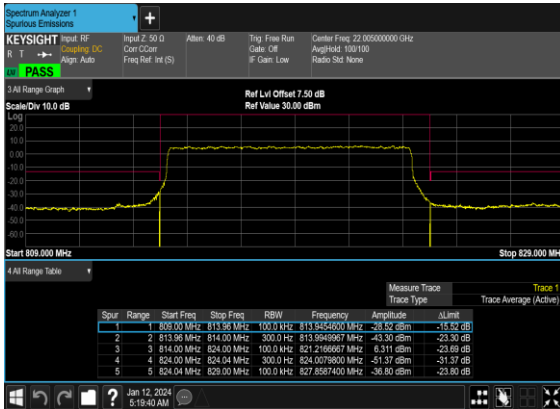 Spectrum Analyzer 1
Spurious Emissions
KEYSIGHT Input: RF Input Z: 50 Ω Atten: 40 dB Trig: Free Run Center Freq: 22.005000000 GHz
R T Coupling: DC Corr CCorr Gate: Off Avg|Hold: 100/100
Align: Auto Freq Ref: Int (S) IF Gain: Low Radio Std: None
PASS
3 All Range Graph
Ref Lvl Offset 7.50 dB
Scale/Div 10.0 dB Ref Value 30.00 dBm
Log
20.0
10.0
0.00
-10.0
-20.0
-30.0
-40.0
-50.0
-60.0
Start 809.000 MHz Stop 829.000 MHz
4 All Range Table
Measure Trace Trace 1
Trace Type Trace Average (Active)
Spur Range Start Freq Stop Freq RBW Frequency Amplitude ΔLimit
1 1 809.00 MHz 813.96 MHz 100.0 kHz 813.9454600 MHz -28.52 dBm -15.52 dB
2 2 813.96 MHz 814.00 MHz 300.0 Hz 813.9949967 MHz -43.30 dBm -23.30 dB
3 3 814.00 MHz 824.00 MHz 100.0 kHz 821.2166667 MHz 6.311 dBm -23.69 dB
4 4 824.00 MHz 824.04 MHz 300.0 Hz 824.0079800 MHz -51.37 dBm -31.37 dB
5 5 824.04 MHz 829.00 MHz 100.0 kHz 827.8587400 MHz -36.80 dBm -23.80 dB
Jan 12, 2024
5:19:40 AM